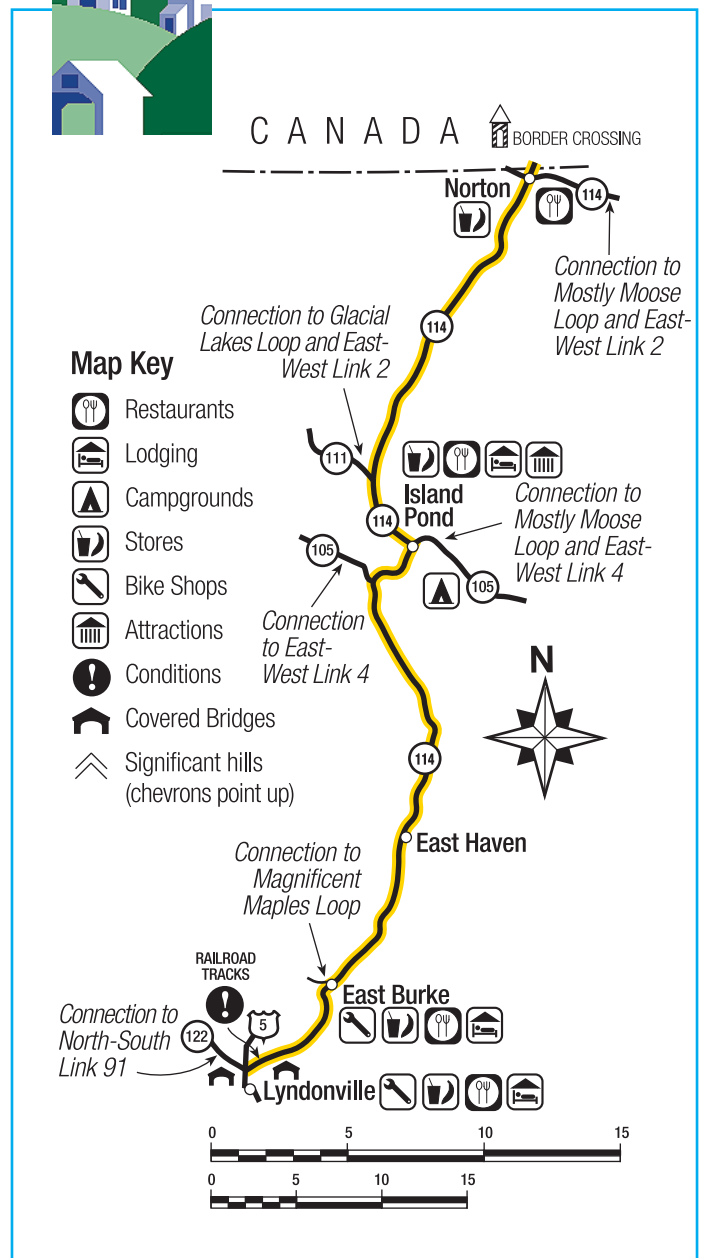 CANADA
BORDER CROSSING
Norton
114
Connection to
Mostly Moose
Loop and East-
West Link 2
Connection to Glacial
Lakes Loop and East-
West Link 2
114
Map Key
Restaurants
Lodging
Campgrounds
Stores
Bike Shops
Attractions
Conditions
Covered Bridges
Significant hills
(chevrons point up)
111
Island
Pond
114
Connection to
Mostly Moose
Loop and East-
West Link 4
105
105
Connection
to East-
West Link 4
N
114
East Haven
Connection to
Magnificent
Maples Loop
RAILROAD
TRACKS
East Burke
5
122
Connection to
North-South
Link 91
Lyndonville
0 5 10 15
0 5 10 15